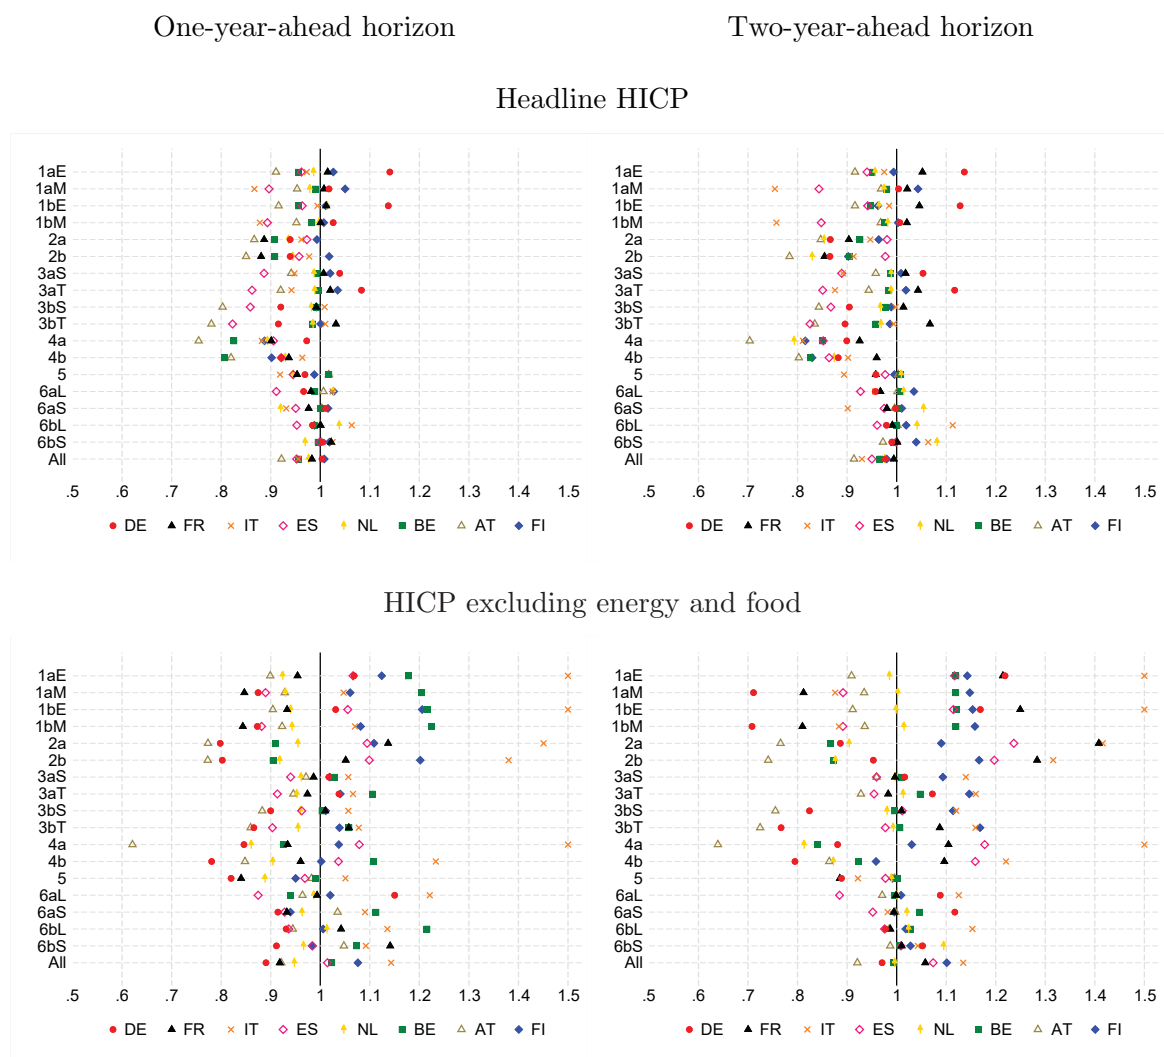 One-year-ahead horizon Two-year-ahead horizon
Headline HICP
1aE 1aE
1aM 1aM
1bE 1bE
1bM 1bM
2a 2a
2b 2b
3aS 3aS
3aT 3aT
3bS 3bS
3bT 3bT
4a 4a
4b 4b
5 5
6aL 6aL
6aS 6aS
6bL 6bL
6bS 6bS
All All
.5 .6 .7 .8 .9 1 1.1 1.2 1.3 1.4 1.5 .5 .6 .7 .8 .9 1 1.1 1.2 1.3 1.4 1.5
DE FR IT ES NL BE AT FI DE FR IT ES NL BE AT FI
HICP excluding energy and food
1aE 1aE
1aM 1aM
1bE 1bE
1bM 1bM
2a 2a
2b 2b
3aS 3aS
3aT 3aT
3bS 3bS
3bT 3bT
4a 4a
4b 4b
5 5
6aL 6aL
6aS 6aS
6bL 6bL
6bS 6bS
All All
.5 .6 .7 .8 .9 1 1.1 1.2 1.3 1.4 1.5 .5 .6 .7 .8 .9 1 1.1 1.2 1.3 1.4 1.5
DE FR IT ES NL BE AT FI DE FR IT ES NL BE AT FI